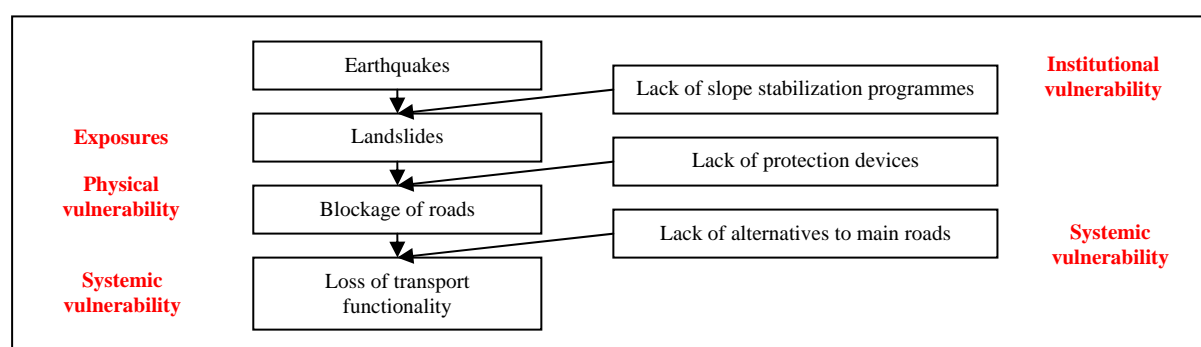 Earthquakes
Institutional
vulnerability
Lack of slope stabilization programmes
Exposures
Landslides
Lack of protection devices
Physical
vulnerability
Blockage of roads
Lack of alternatives to main roads
Systemic
vulnerability
Systemic
vulnerability
Loss of transport
functionality